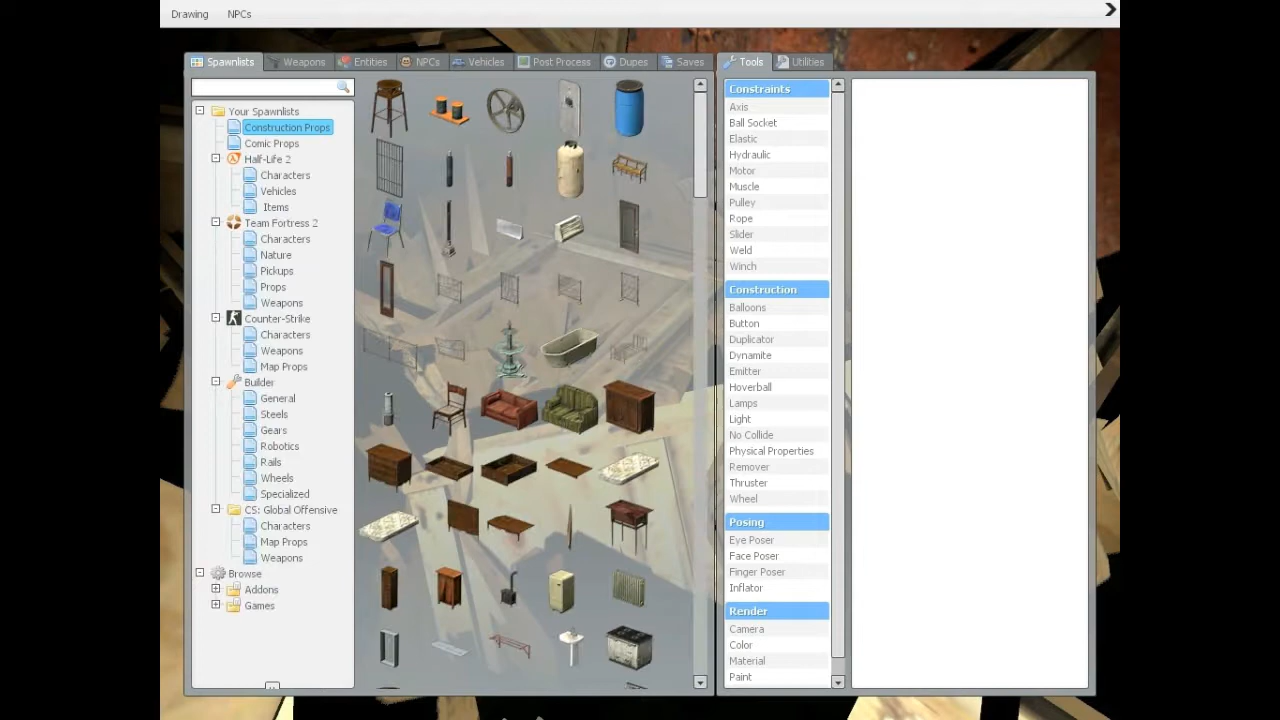 Drawing NPCs
Spawnlists Weapons Entities NPCs Vehicles Post Process Dupes Saves Tools Utilities
Your Spawnlists
Construction Props
Comic Props
Half-Life 2
Characters
Vehicles
Items
Team Fortress 2
Characters
Nature
Pickups
Props
Weapons
Counter-Strike
Characters
Weapons
Map Props
Builder
General
Steels
Gears
Robotics
Rails
Wheels
Specialized
CS: Global Offensive
Characters
Map Props
Weapons
Browse
Addons
Games
Constraints
Axis
Ball Socket
Elastic
Hydraulic
Motor
Muscle
Pulley
Rope
Slider
Weld
Winch
Construction
Balloons
Button
Duplicator
Dynamite
Emitter
Hoverball
Lamps
Light
No Collide
Physical Properties
Remover
Thruster
Wheel
Posing
Eye Poser
Face Poser
Finger Poser
Inflator
Render
Camera
Color
Material
Paint